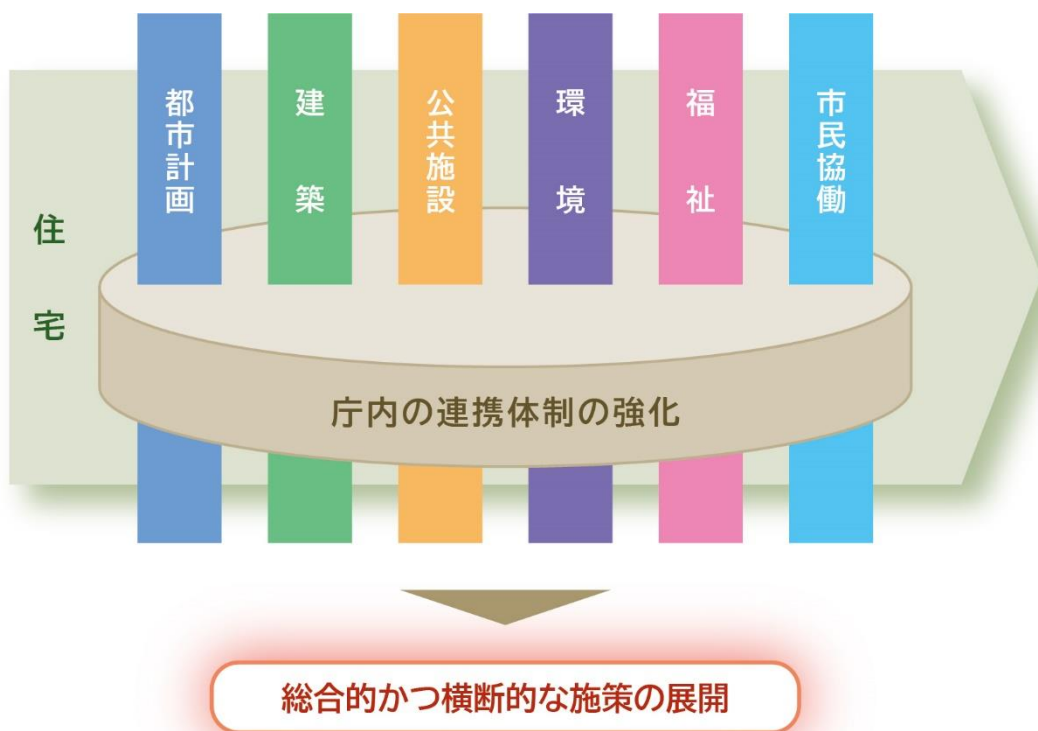 住宅
都市計画
建築
公共施設
環境
福祉
市民協働
庁内の連携体制の強化
総合的かつ横断的な施策の展開